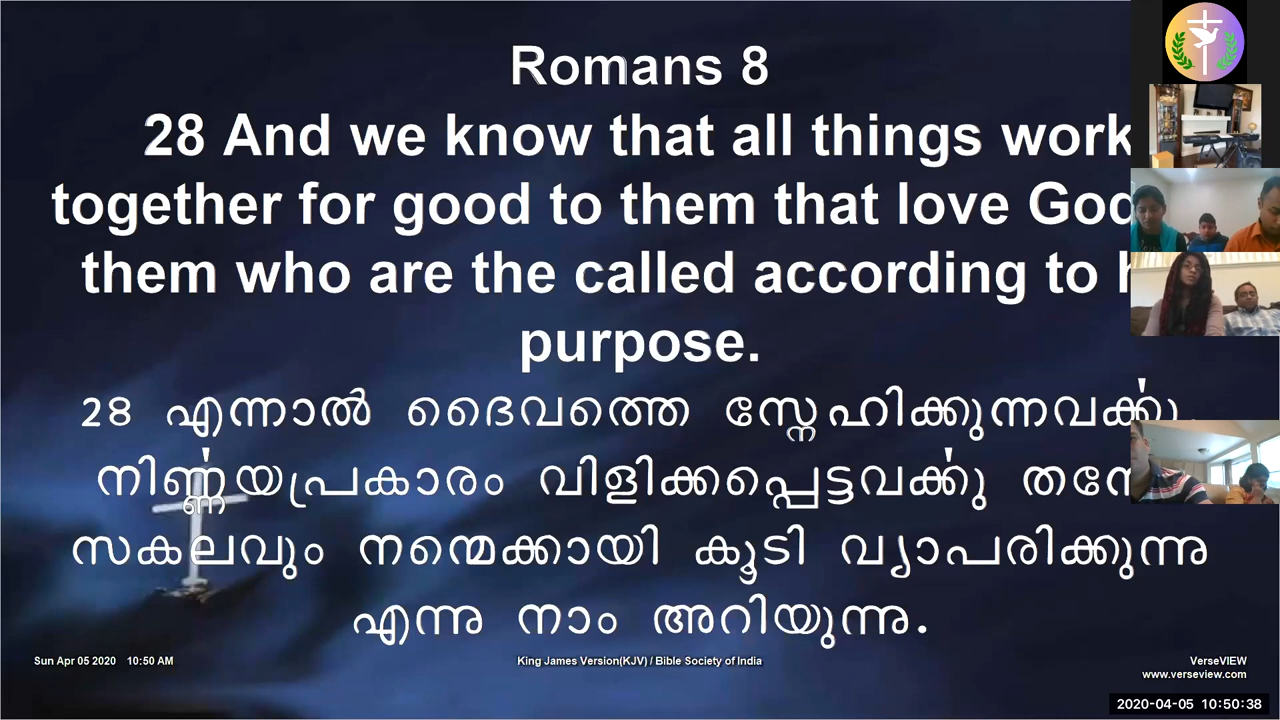 Romans 8
28 And we know that all things work
together for good to them that love God
them who are the called according to
purpose.
28 എന്നാൽ ദൈവത്തെ സ്നേഹിക്കുന്നവർക്കു,
നിർണ്ണയപ്രകാരം വിളിക്കപ്പെട്ടവർക്കു
സകലവും നന്മെക്കായി കൂടി വ്യാപരിക്കുന്നു
എന്നു നാം അറിയുന്നു.
Sun Apr 05 2020 10:50 AM
King James Version(KJV) / Bible Society of India
VerseVIEW
www.verseview.com
2020-04-05 10:50:38